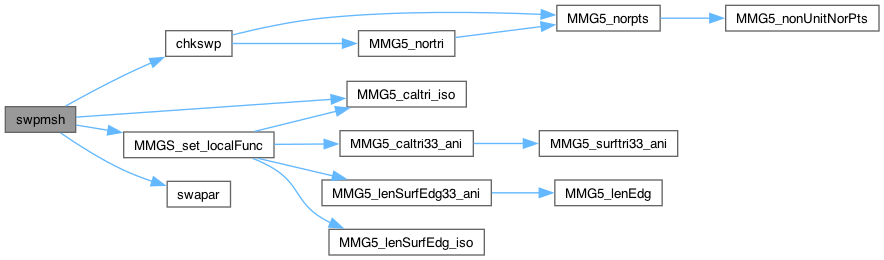 swpmsh
chkswp
MMG5_nortri
MMG5_norpts
MMG5_nonUnitNorPts
MMG5_caltri_iso
MMGS_set_localFunc
MMG5_caltri33_ani
MMG5_surftri33_ani
swapar
MMG5_lenSurfEdg33_ani
MMG5_lenEdg
MMG5_lenSurfEdg_iso